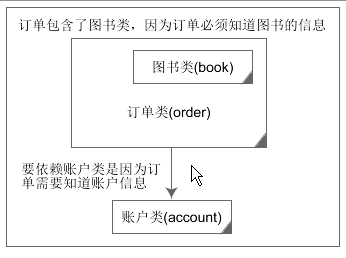 订单包含了图书类，因为订单必须知道图书的信息
图书类(book)
订单类(order)
要依赖账户类是因为订
单需要知道账户信息
账户类(account)